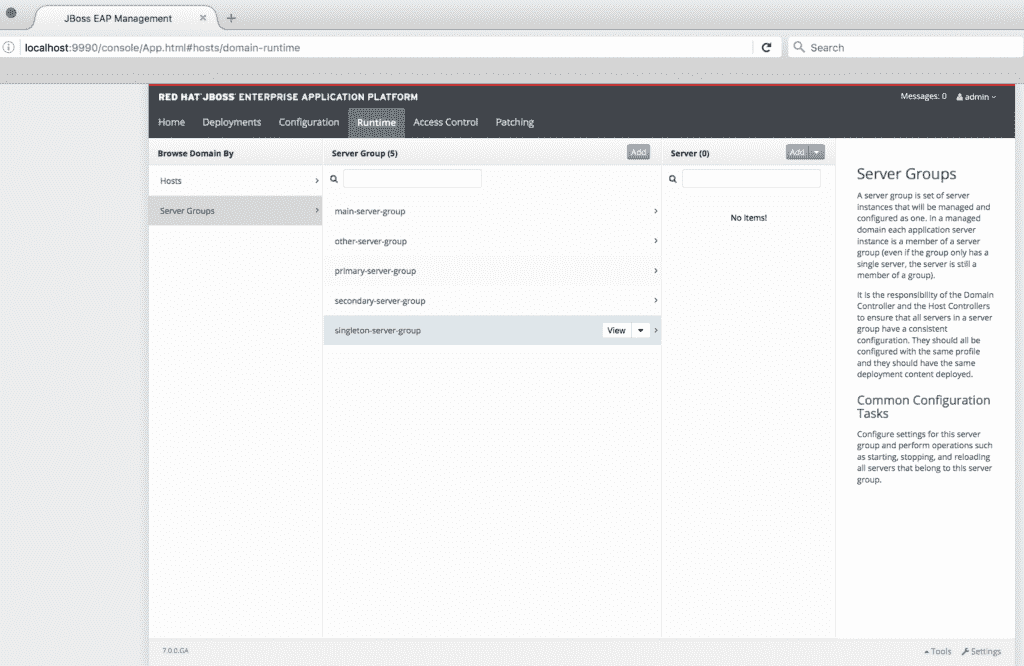 JBoss EAP Management
localhost:9990/console/App.html#hosts/domain-runtime
Search
RED HAT JBOSS ENTERPRISE APPLICATION PLATFORM
Messages: 0
admin
Home
Deployments
Configuration
Runtime
Access Control
Patching
Browse Domain By
Hosts
Server Groups
Server Group (5)
Add
main-server-group
other-server-group
primary-server-group
secondary-server-group
singleton-server-group
View
Server (0)
Add
No Items!
Server Groups
A server group is set of server
instances that will be managed and
configured as one. In a managed
domain each application server
instance is a member of a server
group (even if the group only has a
single server, the server is still a
member of a group).
It is the responsibility of the Domain
Controller and the Host Controllers
to ensure that all servers in a server
group have a consistent
configuration. They should all be
configured with the same profile
and they should have the same
deployment content deployed.
Common Configuration
Tasks
Configure settings for this server
group and perform operations such
as starting, stopping, and reloading
all servers that belong to this server
group.
7.0.0.GA
Tools
Settings